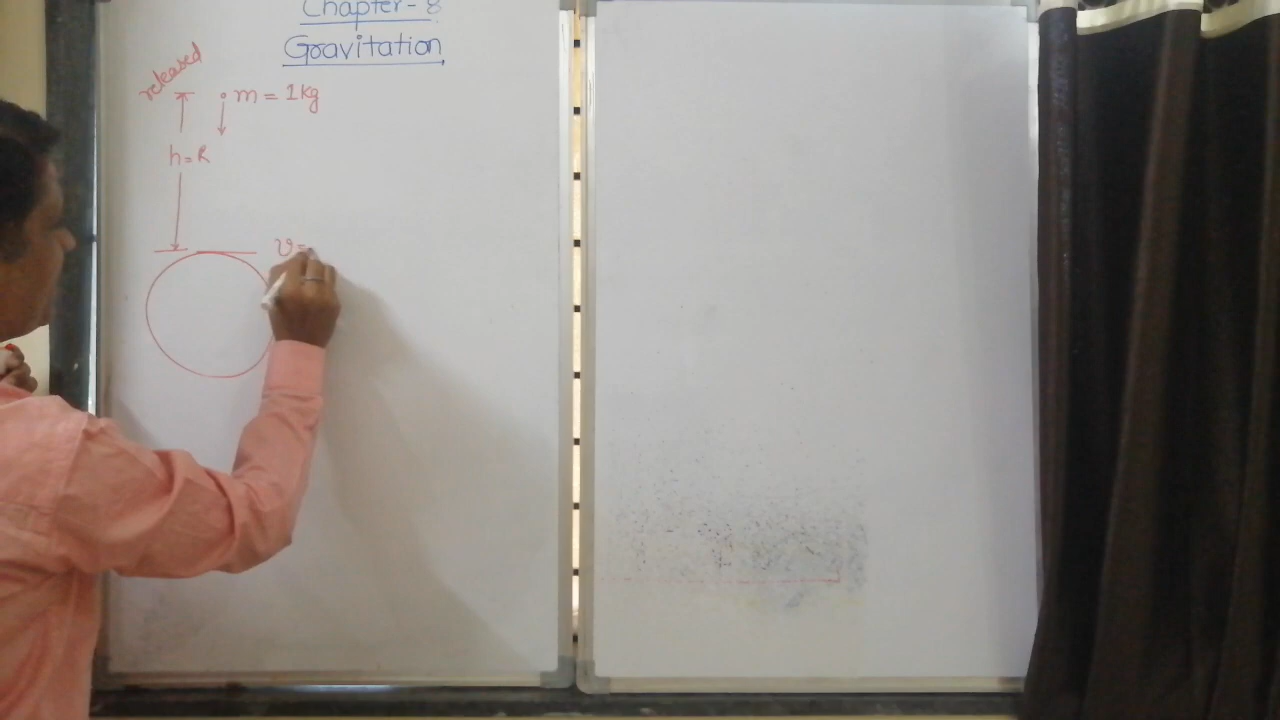 Chapter - 8
Gravitation
released
m = 1kg
h = R
v =